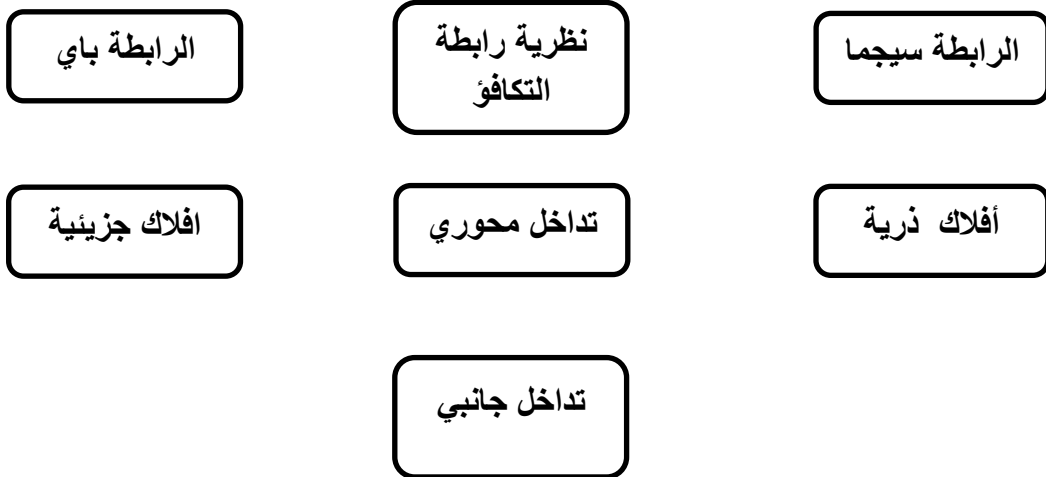 الرابطة سيجما
نظرية رابطة
التكافؤ
الرابطة باي
أفلاك ذرية
تداخل محوري
افلاك جزيئية
تداخل جانبي